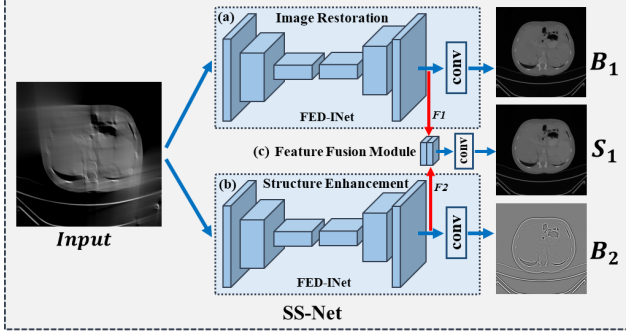 (a) Image Restoration
conv
FED-INet
F1
B1
(c) Feature Fusion Module
conv
S1
Input
(b) Structure Enhancement
F2
conv
FED-INet
B2
SS-Net